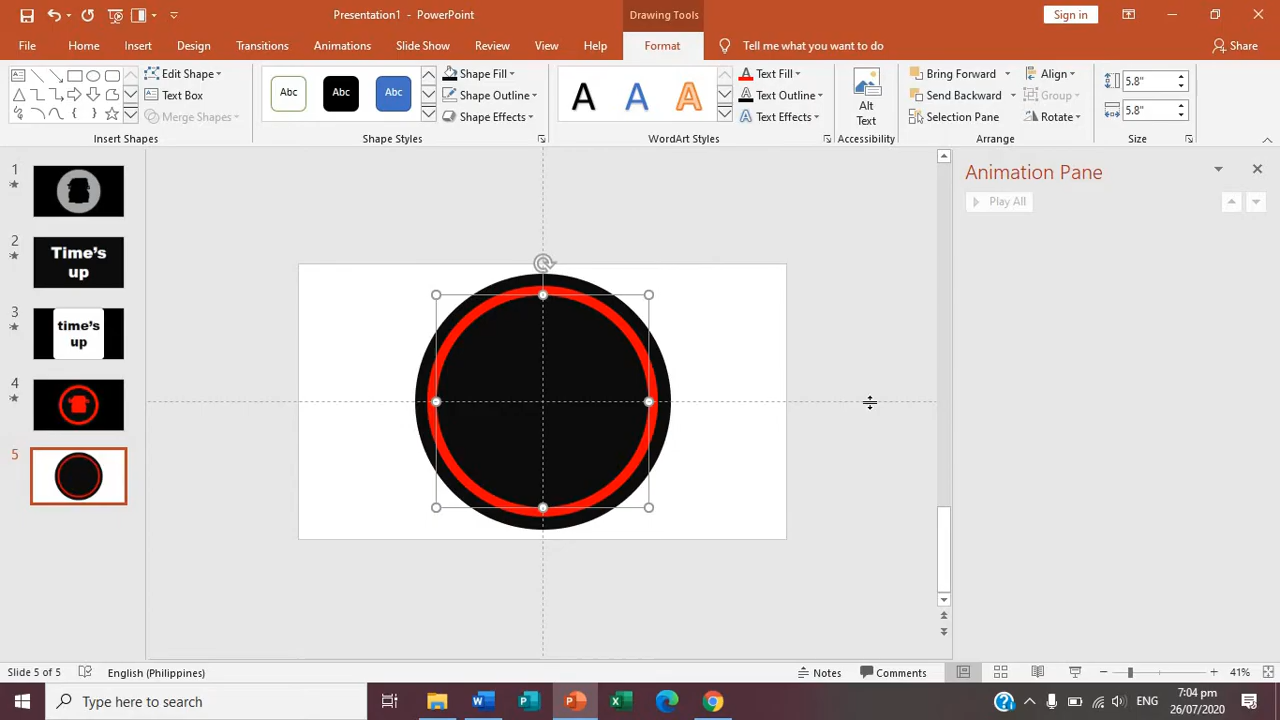 Presentation1 - PowerPoint
Drawing Tools
Sign in
File
Home
Insert
Design
Transitions
Animations
Slide Show
Review
View
Help
Format
Tell me what you want to do
Share
Edit Shape
Text Box
Merge Shapes
Insert Shapes
Abc
Abc
Abc
Shape Fill
Shape Outline
Shape Effects
Shape Styles
A
A
A
Text Fill
Text Outline
Text Effects
WordArt Styles
Alt
Text
Accessibility
Bring Forward
Send Backward
Selection Pane
Align
Group
Rotate
Arrange
5.8"
5.8"
Size
1
2
Time's
up
3
time's
up
4
5
Animation Pane
Play All
Slide 5 of 5
English (Philippines)
Notes
Comments
41%
Type here to search
ENG
7:04 pm
26/07/2020